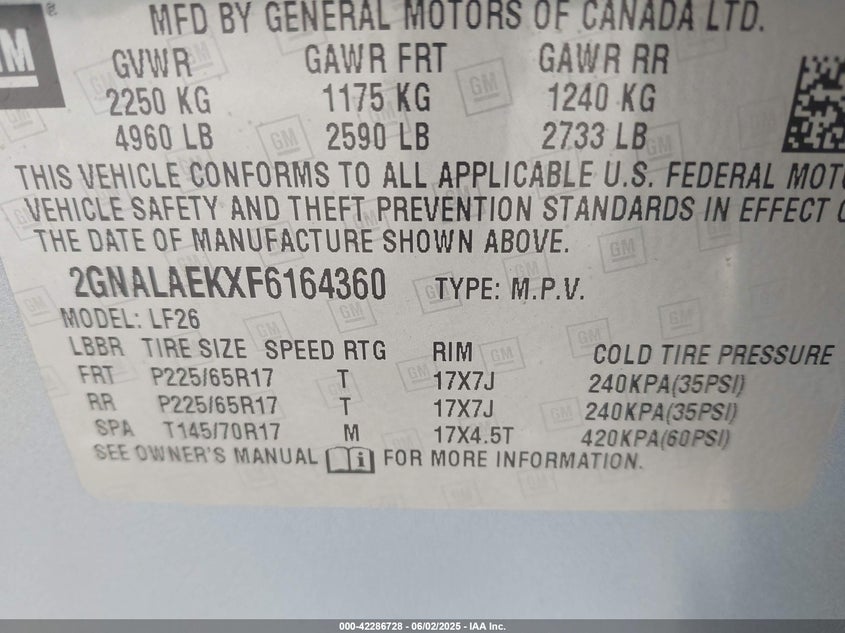 GM
MFD BY GENERAL MOTORS OF CANADA LTD.
GVWR GAWR FRT GAWR RR
2250 KG 1175 KG 1240 KG
4960 LB 2590 LB 2733 LB
THIS VEHICLE CONFORMS TO ALL APPLICABLE U.S. FEDERAL MOT
VEHICLE SAFETY AND THEFT PREVENTION STANDARDS IN EFFECT
THE DATE OF MANUFACTURE SHOWN ABOVE.
2GNALAEKXF6164360 TYPE: M.P.V.
MODEL: LF26
LBBR TIRE SIZE SPEED RTG RIM COLD TIRE PRESSURE
FRT P225/65R17 T 17X7J 240KPA(35PSI)
RR P225/65R17 T 17X7J 240KPA(35PSI)
SPA T145/70R17 M 17X4.5T 420KPA(60PSI)
SEE OWNER'S MANUAL i FOR MORE INFORMATION.
000-42286728 - 06/02/2025 - IAA Inc.